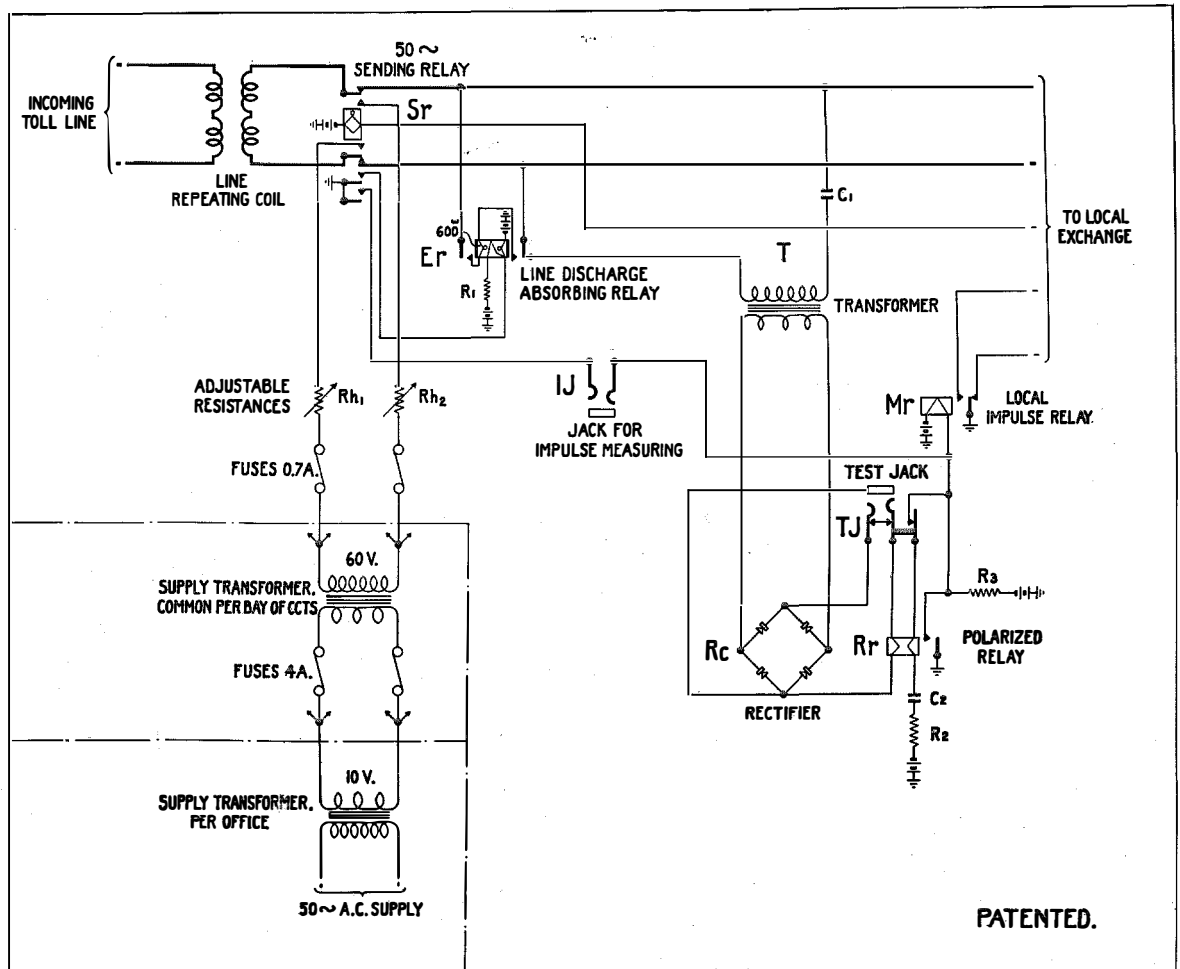 50 ~
SENDING RELAY
Sr
INCOMING
TOLL LINE
LINE
REPEATING COIL
C1
TO LOCAL
EXCHANGE
600
Er
R1
LINE DISCHARGE
ABSORBING RELAY
T
TRANSFORMER
ADJUSTABLE
RESISTANCES
Rh1
Rh2
IJ
JACK FOR
IMPULSE MEASURING
Mr
LOCAL
IMPULSE RELAY
FUSES 0.7A.
TEST JACK
TJ
60 V.
SUPPLY TRANSFORMER.
COMMON PER BAY OF CCTS
R3
Rc
RECTIFIER
Rr
POLARIZED
RELAY
FUSES 4A.
C2
R2
10 V.
SUPPLY TRANSFORMER.
PER OFFICE
50 ~ A.C. SUPPLY
PATENTED.